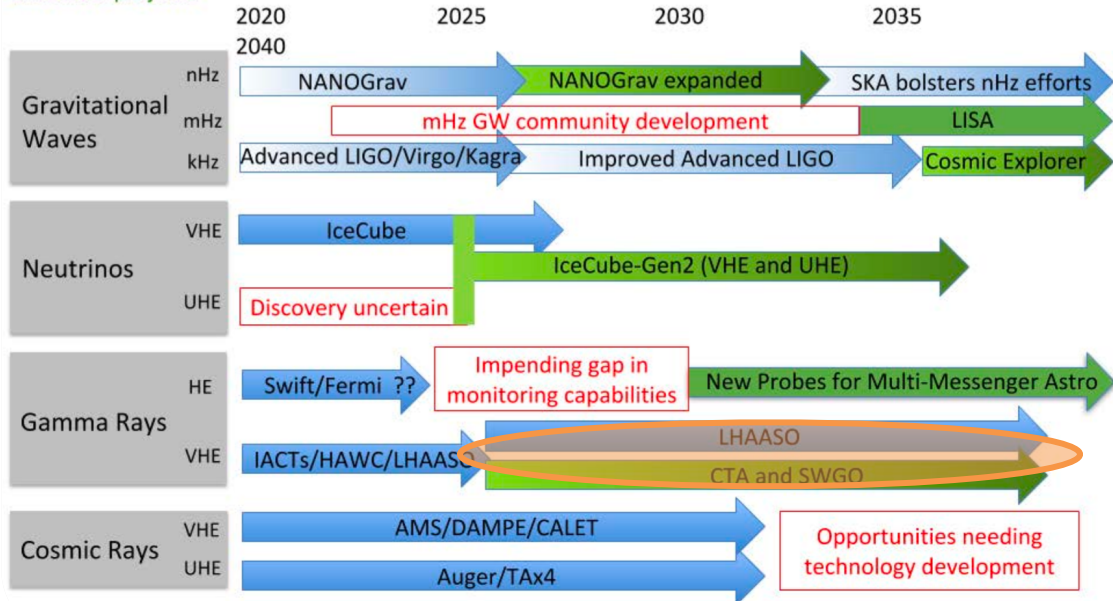 2020 2025 2030 2035
2040
Gravitational
Waves
nHz
mHz
kHz
NANOGrav
NANOGrav expanded
SKA bolsters nHz efforts
mHz GW community development
LISA
Advanced LIGO/Virgo/Kagra
Improved Advanced LIGO
Cosmic Explorer
Neutrinos
VHE
UHE
IceCube
IceCube-Gen2 (VHE and UHE)
Discovery uncertain
Gamma Rays
HE
VHE
Swift/Fermi ??
Impending gap in
monitoring capabilities
New Probes for Multi-Messenger Astro
IACTs/HAWC/LHAASO
LHAASO
CTA and SWGO
Cosmic Rays
VHE
UHE
AMS/DAMPE/CALET
Auger/TAx4
Opportunities needing
technology development